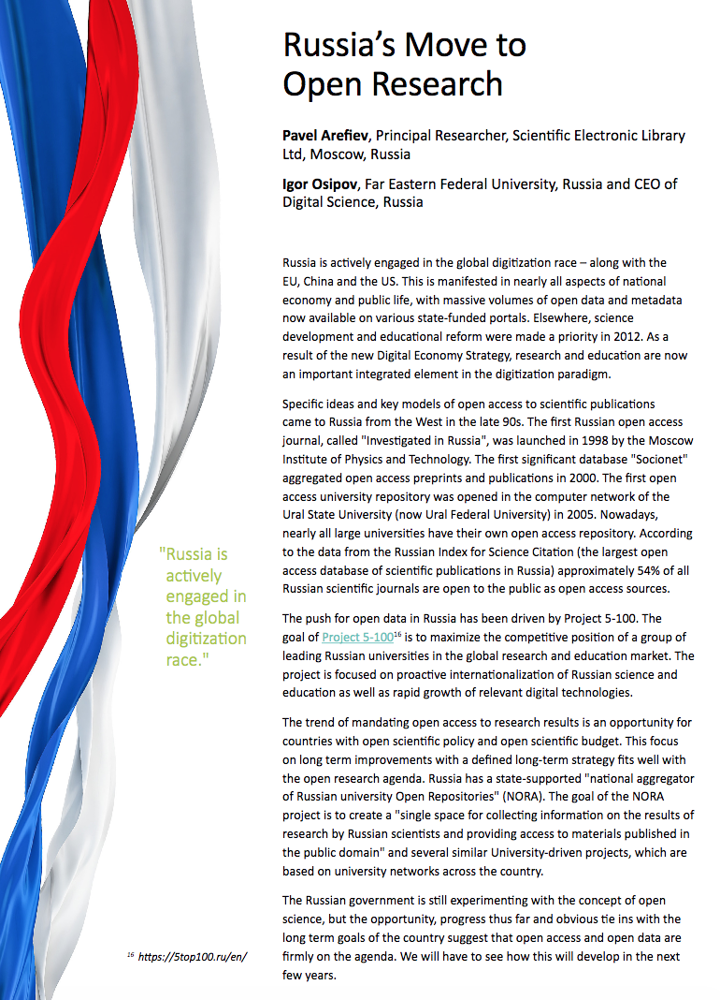 Russia's Move to
Open Research
Pavel Arefiev, Principal Researcher, Scientific Electronic Library
Ltd, Moscow, Russia
Igor Osipov, Far Eastern Federal University, Russia and CEO of
Digital Science, Russia
Russia is actively engaged in the global digitization race – along with the
EU, China and the US. This is manifested in nearly all aspects of national
economy and public life, with massive volumes of open data and metadata
now available on various state-funded portals. Elsewhere, science
development and educational reform were made a priority in 2012. As a
result of the new Digital Economy Strategy, research and education are now
an important integrated element in the digitization paradigm.
Specific ideas and key models of open access to scientific publications
came to Russia from the West in the late 90s. The first Russian open access
journal, called "Investigated in Russia", was launched in 1998 by the Moscow
Institute of Physics and Technology. The first significant database "Socionet"
aggregated open access preprints and publications in 2000. The first open
access university repository was opened in the computer network of the
Ural State University (now Ural Federal University) in 2005. Nowadays,
nearly all large universities have their own open access repository. According
to the data from the Russian Index for Science Citation (the largest open
access database of scientific publications in Russia) approximately 54% of all
Russian scientific journals are open to the public as open access sources.
"Russia is
actively
engaged in
the global
digitization
race."
The push for open data in Russia has been driven by Project 5-100. The
goal of Project 5-100¹⁶ is to maximize the competitive position of a group of
leading Russian universities in the global research and education market. The
project is focused on proactive internationalization of Russian science and
education as well as rapid growth of relevant digital technologies.
The trend of mandating open access to research results is an opportunity for
countries with open scientific policy and open scientific budget. This focus
on long term improvements with a defined long-term strategy fits well with
the open research agenda. Russia has a state-supported "national aggregator
of Russian university Open Repositories" (NORA). The goal of the NORA
project is to create a "single space for collecting information on the results of
research by Russian scientists and providing access to materials published in
the public domain" and several similar University-driven projects, which are
based on university networks across the country.
The Russian government is still experimenting with the concept of open
science, but the opportunity, progress thus far and obvious tie ins with the
long term goals of the country suggest that open access and open data are
firmly on the agenda. We will have to see how this will develop in the next
few years.
¹⁶ https://5top100.ru/en/